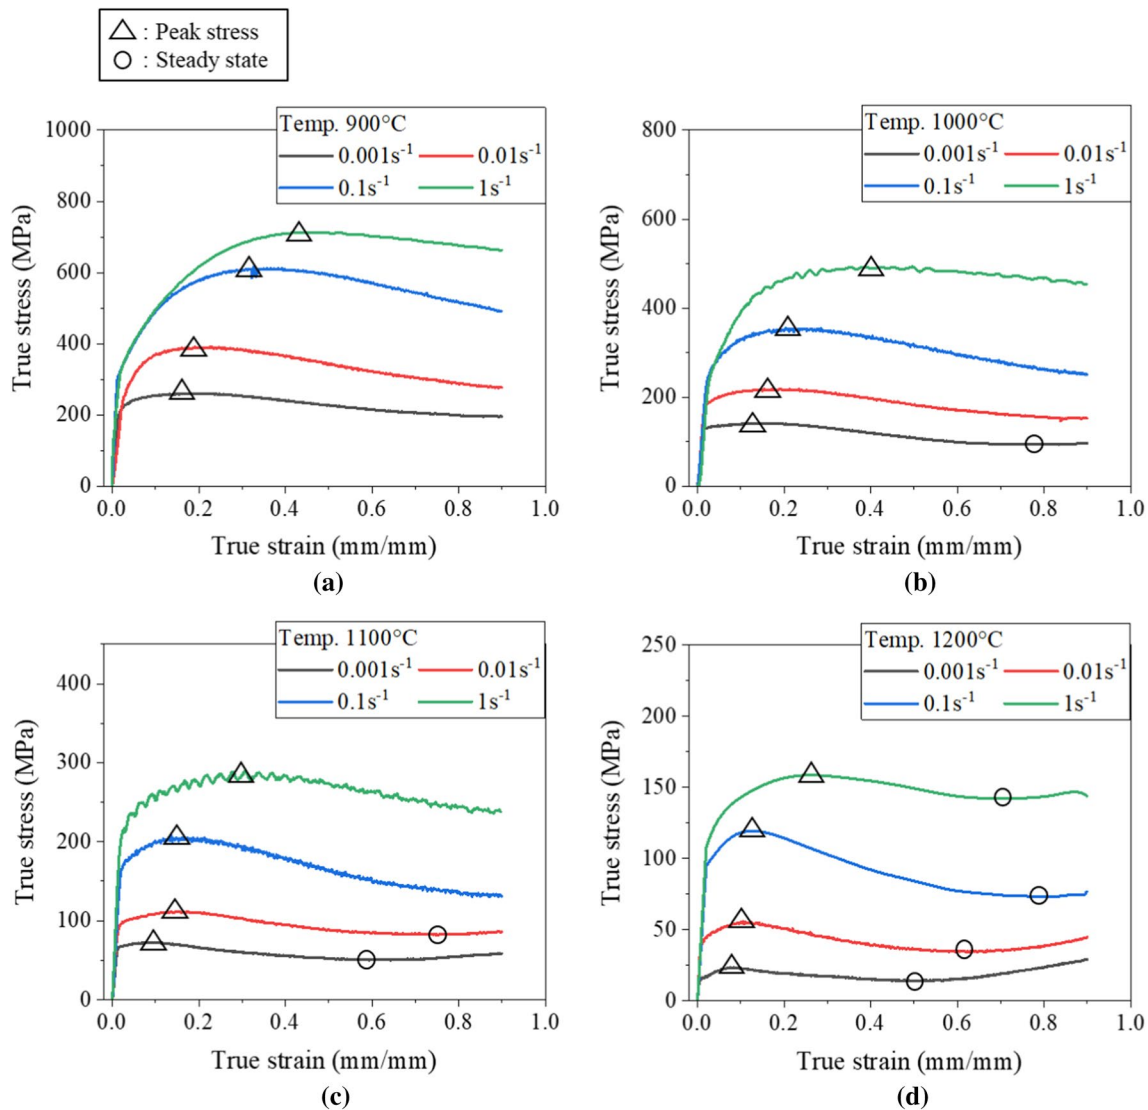 △ : Peak stress
○ : Steady state
Temp. 900°C
0.001s⁻¹ 0.01s⁻¹
0.1s⁻¹ 1s⁻¹
1000
800
600
400
200
0
True stress (MPa)
0.0 0.2 0.4 0.6 0.8 1.0
True strain (mm/mm)
(a)
Temp. 1000°C
0.001s⁻¹ 0.01s⁻¹
0.1s⁻¹ 1s⁻¹
800
600
400
200
0
True stress (MPa)
0.0 0.2 0.4 0.6 0.8 1.0
True strain (mm/mm)
(b)
Temp. 1100°C
0.001s⁻¹ 0.01s⁻¹
0.1s⁻¹ 1s⁻¹
400
300
200
100
0
True stress (MPa)
0.0 0.2 0.4 0.6 0.8 1.0
True strain (mm/mm)
(c)
Temp. 1200°C
0.001s⁻¹ 0.01s⁻¹
0.1s⁻¹ 1s⁻¹
250
200
150
100
50
0
True stress (MPa)
0.0 0.2 0.4 0.6 0.8 1.0
True strain (mm/mm)
(d)